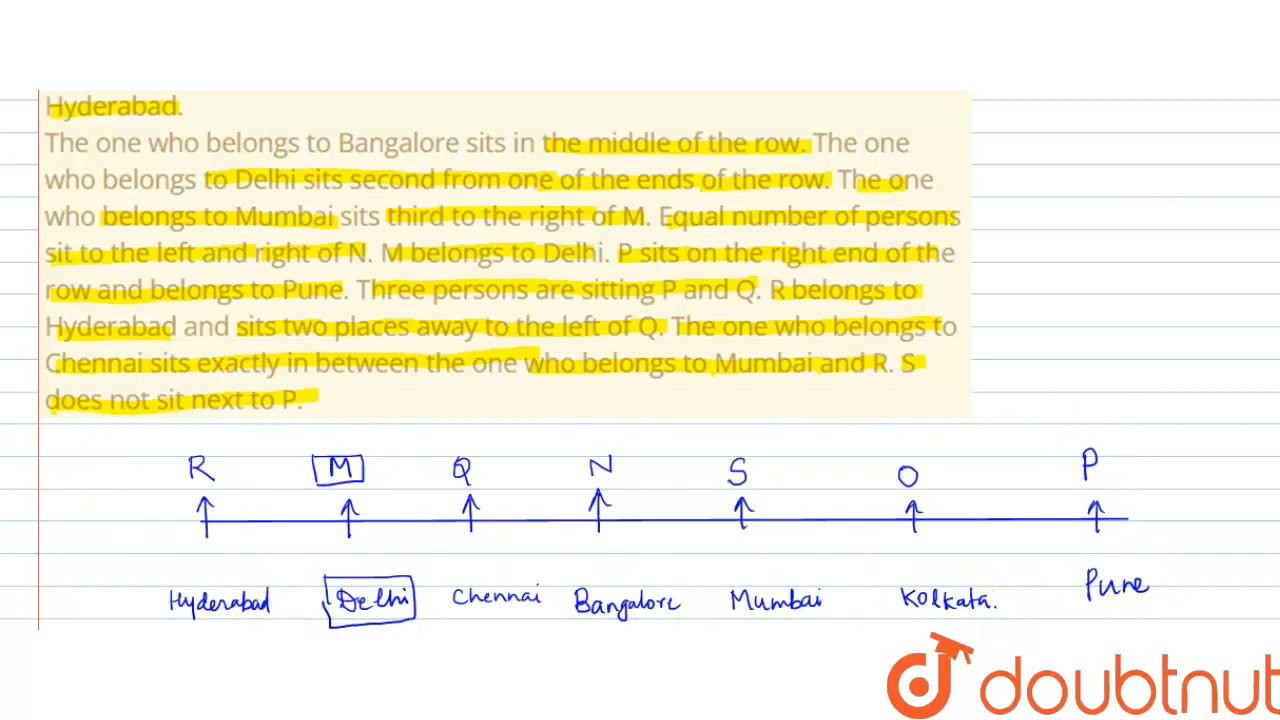 Hyderabad.
The one who belongs to Bangalore sits in the middle of the row. The one
who belongs to Delhi sits second from one of the ends of the row. The one
who belongs to Mumbai sits third to the right of M. Equal number of persons
sit to the left and right of N. M belongs to Delhi. P sits on the right end of the
row and belongs to Pune. Three persons are sitting P and Q. R belongs to
Hyderabad and sits two places away to the left of Q. The one who belongs to
Chennai sits exactly in between the one who belongs to Mumbai and R. S
does not sit next to P.
R M Q N S O P
Hyderabad Delhi Chennai Bangalore Mumbai Kolkata. Pune
doubtnut